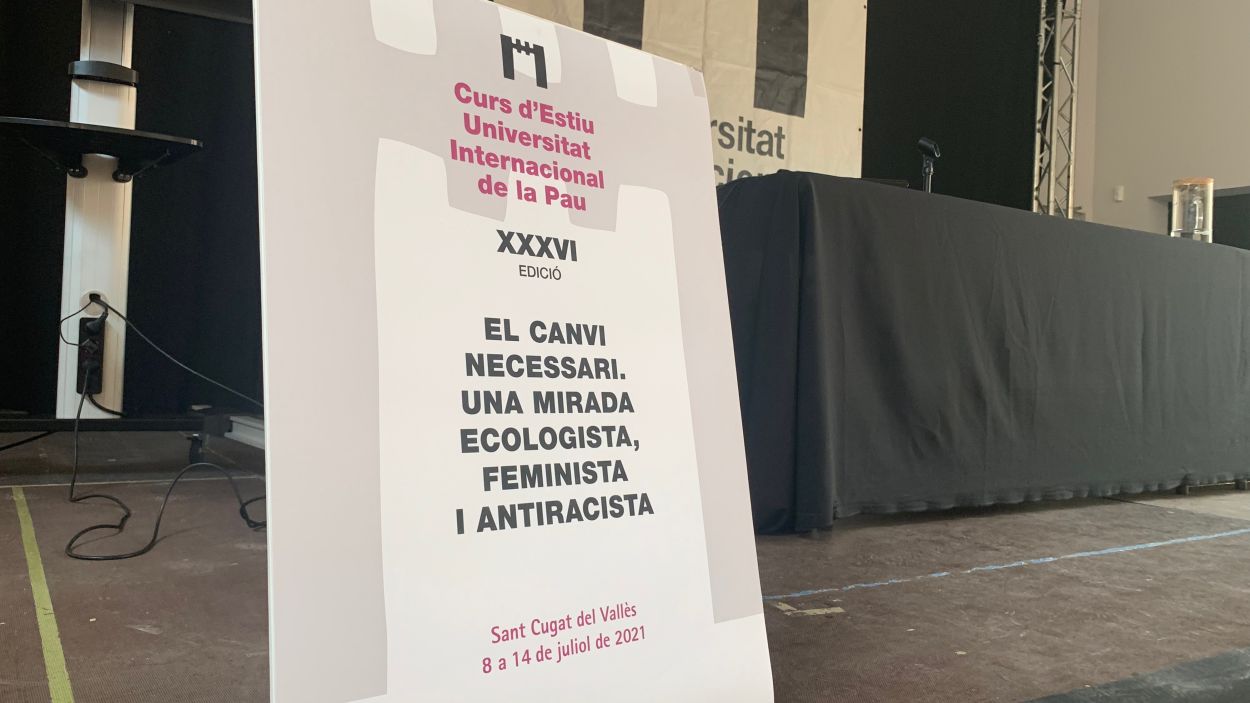 Curs d'Estiu
Universitat
Internacional
de la Pau
XXXVI
EDICIÓ
EL CANVI
NECESSARI.
UNA MIRADA
ECOLOGISTA,
FEMINISTA
I ANTIRACISTA
Sant Cugat del Vallès
8 a 14 de juliol de 2021